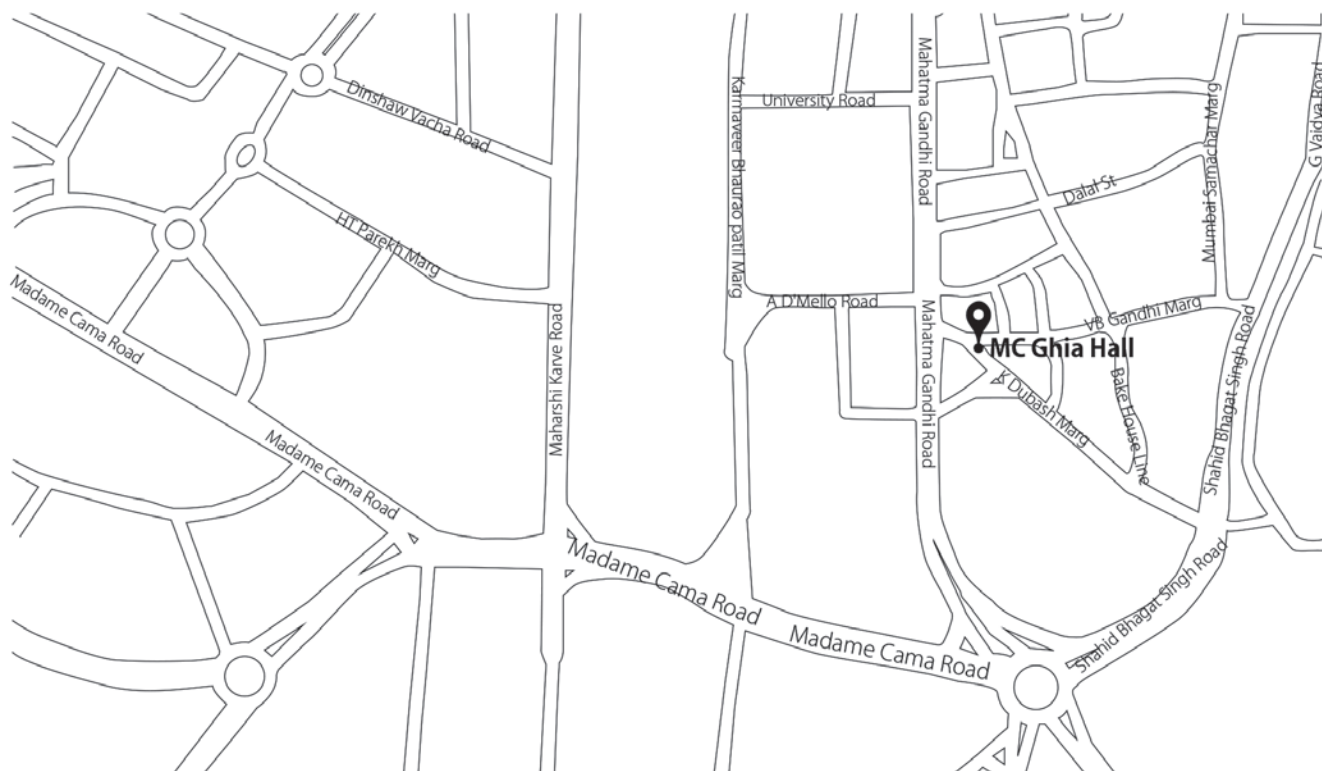 Dinshaw Vacha Road
HT Parekh Marg
Madame Cama Road
Madame Cama Road
Maharshi Karve Road
Madame Cama Road
Madame Cama Road
Karmaveer Bhaurao patil Marg
University Road
A D'Mello Road
Mahatma Gandhi Road
Mahatma Gandhi Road
Dalal St
Mumbai Samachar Marg
G Vaidya Road
VB Gandhi Marg
MC Ghia Hall
K Dubash Marg
Bake House Line
Shahid Bhagat Singh Road
Shahid Bhagat Singh Road